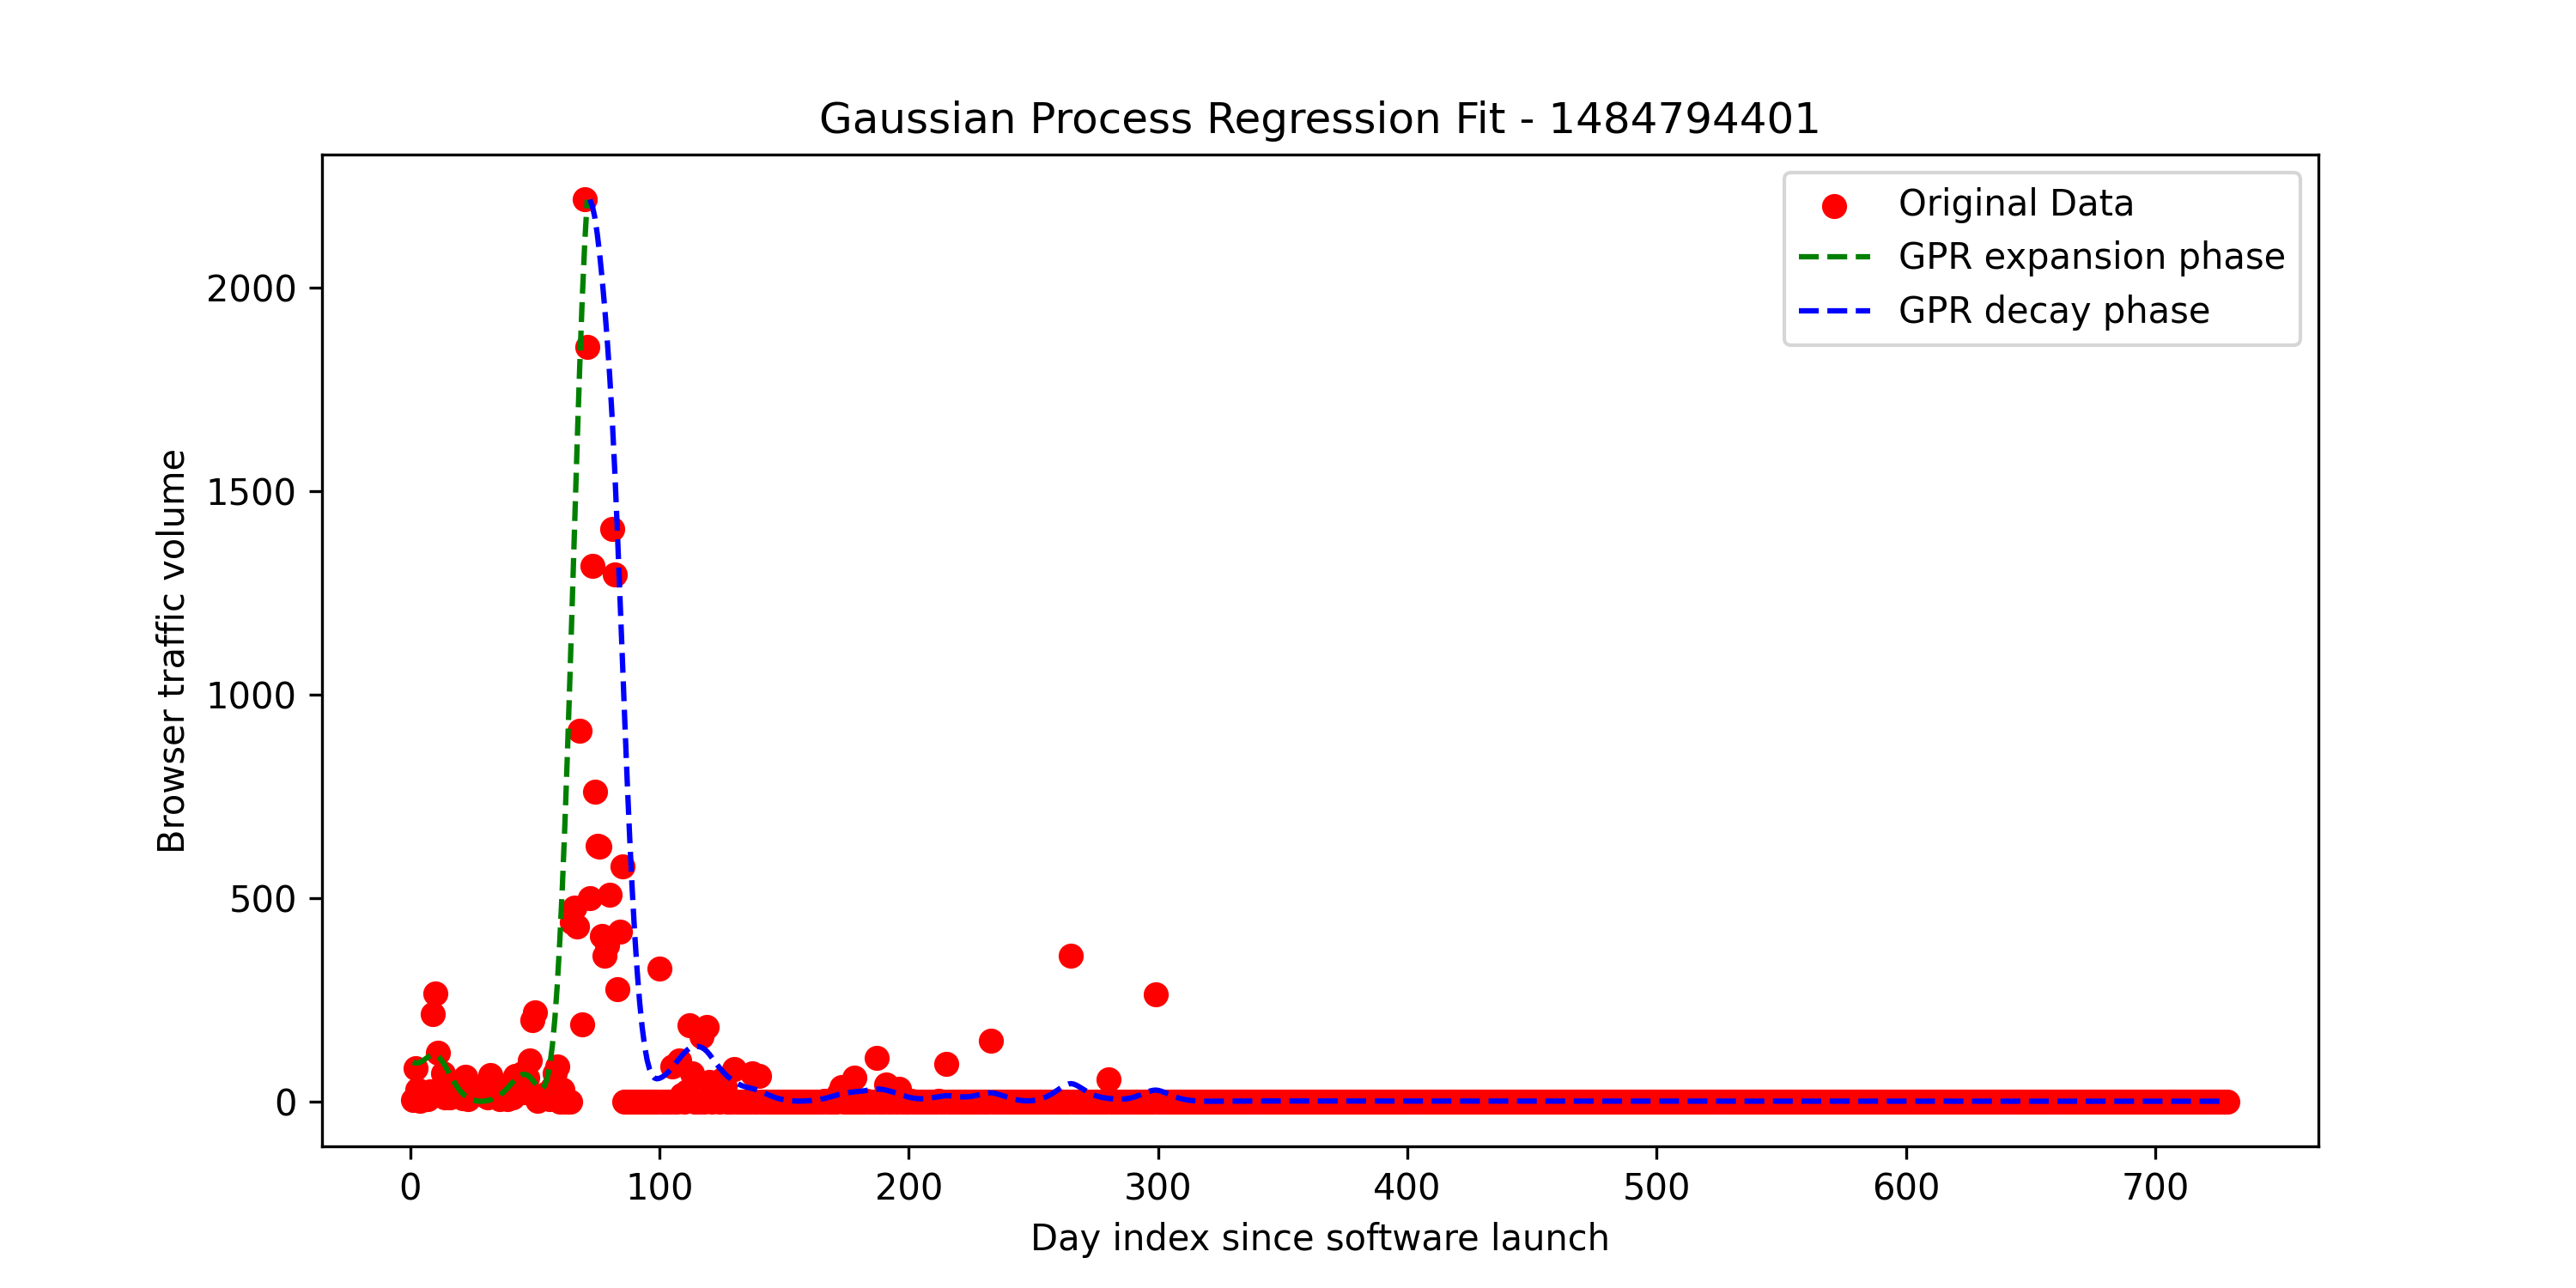 Gaussian Process Regression Fit - 1484794401
Original Data
GPR expansion phase
GPR decay phase
Browser traffic volume
2000
1500
1000
500
0
0 100 200 300 400 500 600 700
Day index since software launch